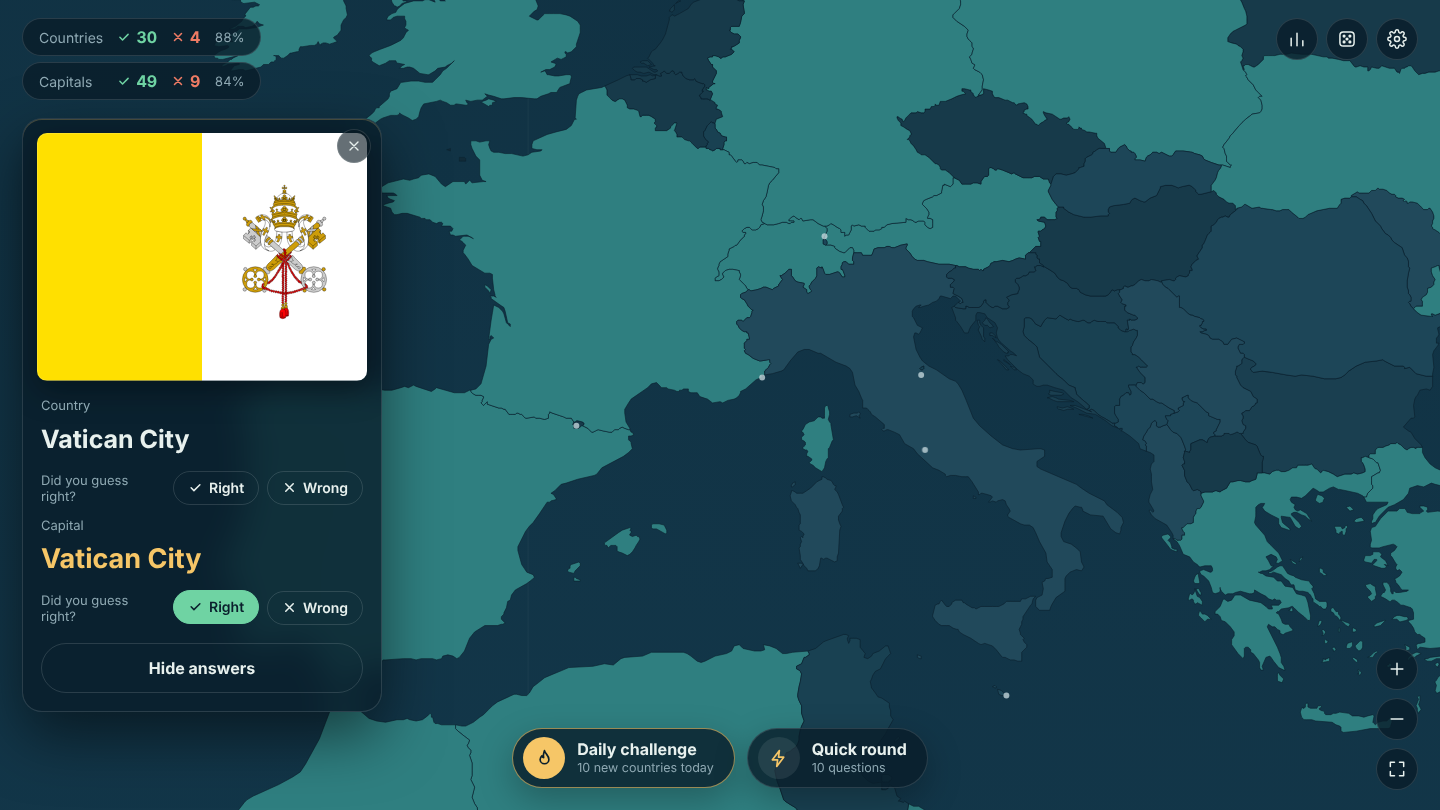 Countries 30 4 88%
Capitals 49 9 84%
Country
Vatican City
Did you guess
right?
Right
Wrong
Capital
Vatican City
Did you guess
right?
Right
Wrong
Hide answers
Daily challenge
10 new countries today
Quick round
10 questions